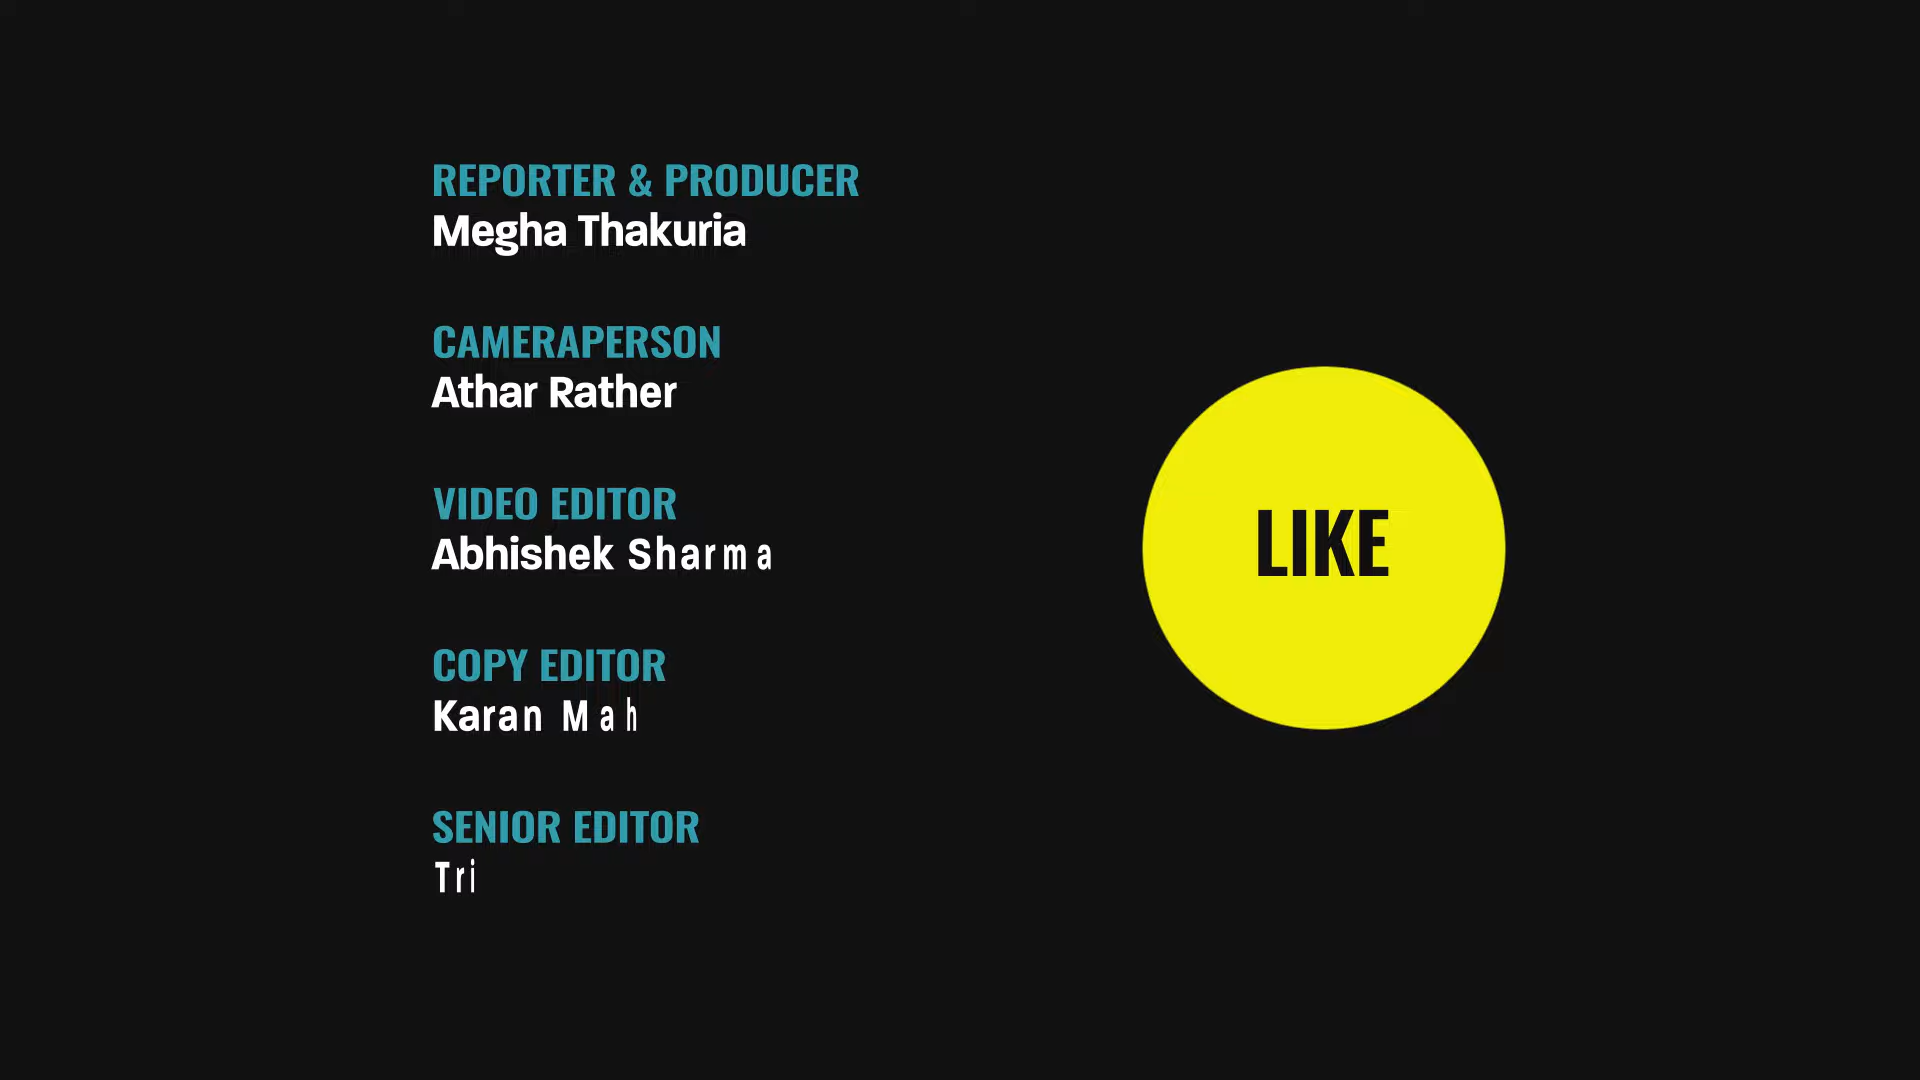 REPORTER & PRODUCER
Megha Thakuria
CAMERAPERSON
Athar Rather
VIDEO EDITOR
Abhishek Sharma
COPY EDITOR
Karan Mah
SENIOR EDITOR
Tri
LIKE